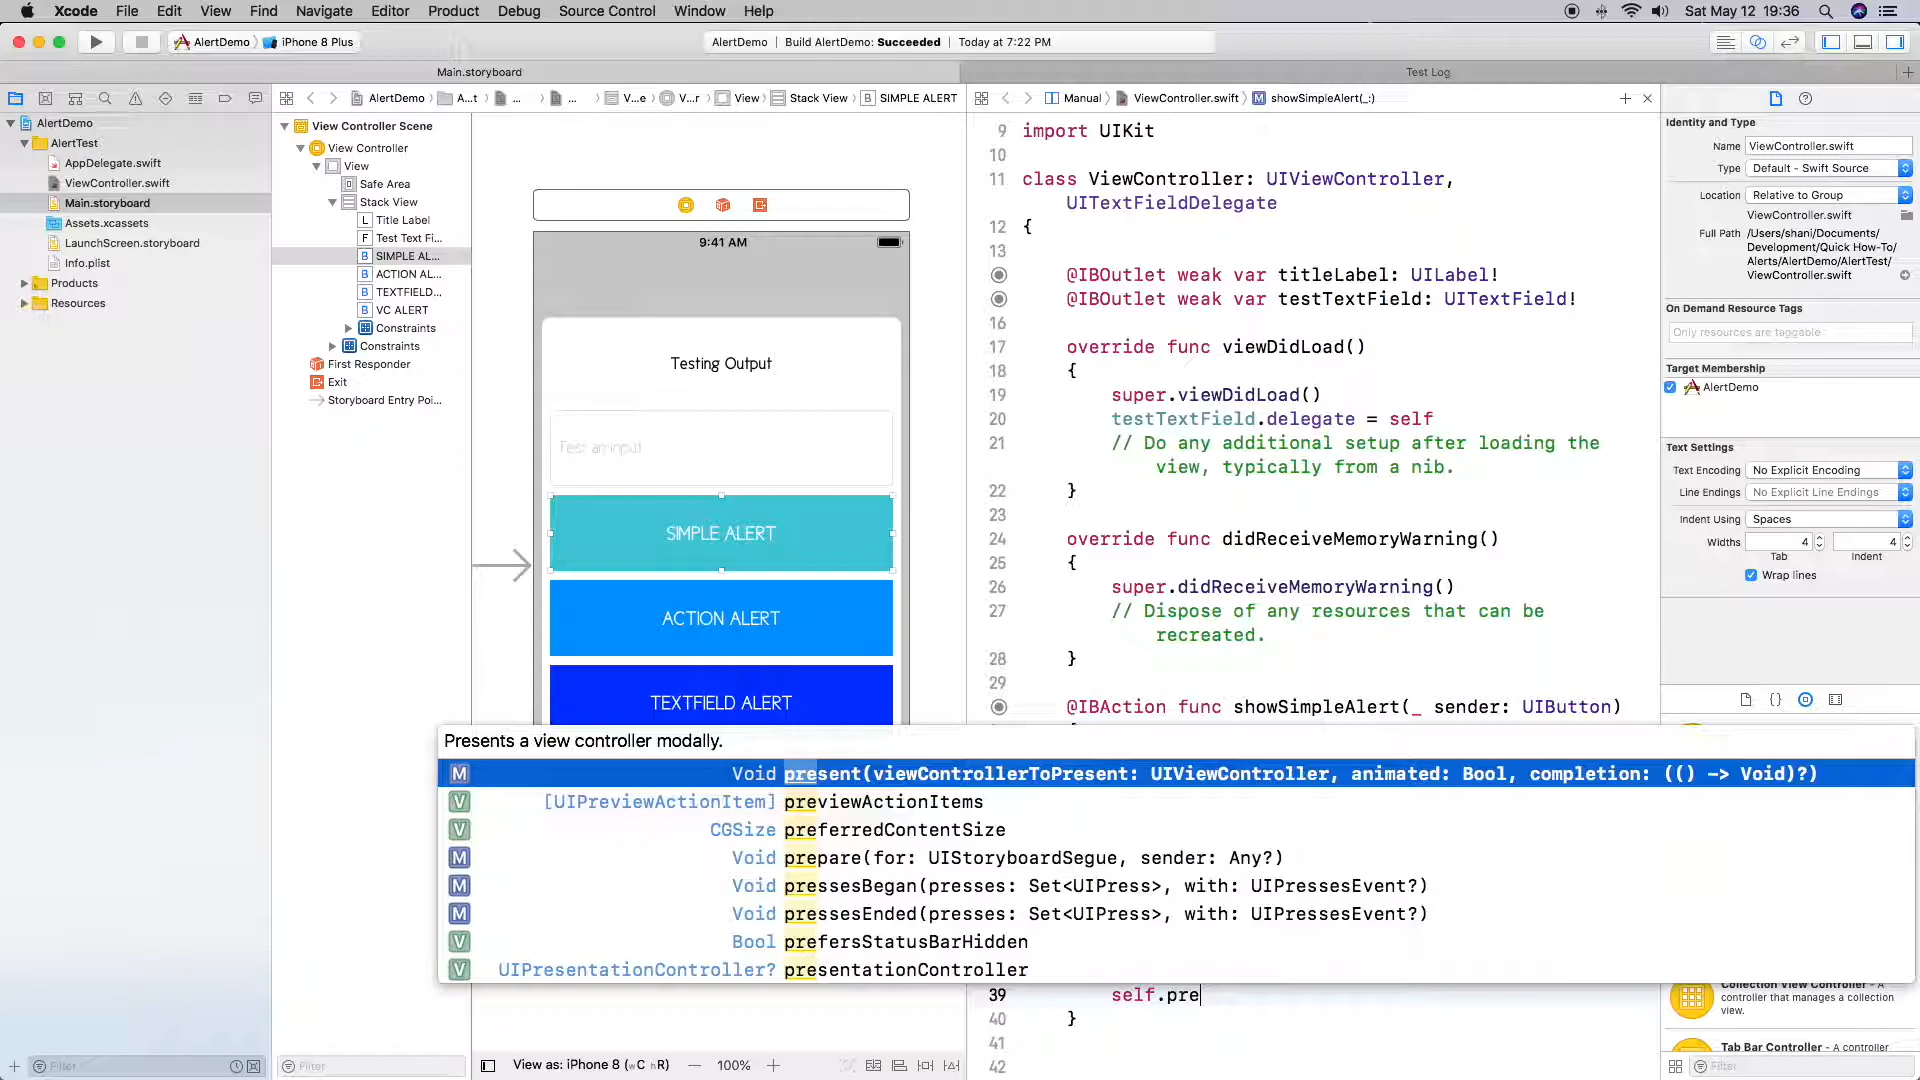 Xcode File Edit View Find Navigate Editor Product Debug Source Control Window Help Sat May 12 19:36
AlertDemo iPhone 8 Plus AlertDemo Build AlertDemo: Succeeded Today at 7:22 PM
Main.storyboard Test Log
AlertDemo A...t ... ... V...e V...r View Stack View B SIMPLE ALERT Manual ViewController.swift M showSimpleAlert(_:)
AlertDemo
AlertTest
AppDelegate.swift
ViewController.swift
Main.storyboard
Assets.xcassets
LaunchScreen.storyboard
Info.plist
Products
Resources
Filter
View Controller Scene
View Controller
View
Safe Area
Stack View
L Title Label
F Test Text Fi...
B SIMPLE AL...
B ACTION AL...
B TEXTFIELD...
B VC ALERT
Constraints
Constraints
First Responder
Exit
Storyboard Entry Poi...
Filter
9:41 AM
Testing Output
Test an input
SIMPLE ALERT
ACTION ALERT
TEXTFIELD ALERT
View as: iPhone 8 (wC hR) 100%
9 import UIKit
10
11 class ViewController: UIViewController,
UITextFieldDelegate
12 {
13
@IBOutlet weak var titleLabel: UILabel!
@IBOutlet weak var testTextField: UITextField!
16
17 override func viewDidLoad()
18 {
19 super.viewDidLoad()
20 testTextField.delegate = self
21 // Do any additional setup after loading the
view, typically from a nib.
22 }
23
24 override func didReceiveMemoryWarning()
25 {
26 super.didReceiveMemoryWarning()
27 // Dispose of any resources that can be
recreated.
28 }
29
@IBAction func showSimpleAlert(_ sender: UIButton)
Presents a view controller modally.
M Void present(viewControllerToPresent: UIViewController, animated: Bool, completion: (() -> Void)?)
V [UIPreviewActionItem] previewActionItems
V CGSize preferredContentSize
M Void prepare(for: UIStoryboardSegue, sender: Any?)
M Void pressesBegan(presses: Set<UIPress>, with: UIPressesEvent?)
M Void pressesEnded(presses: Set<UIPress>, with: UIPressesEvent?)
V Bool prefersStatusBarHidden
V UIPresentationController? presentationController
39 self.pre
40 }
41
42
Identity and Type
Name ViewController.swift
Type Default - Swift Source
Location Relative to Group
ViewController.swift
Full Path /Users/shani/Documents/
Development/Quick How-To/
Alerts/AlertDemo/AlertTest/
ViewController.swift
On Demand Resource Tags
Only resources are taggable
Target Membership
AlertDemo
Text Settings
Text Encoding No Explicit Encoding
Line Endings No Explicit Line Endings
Indent Using Spaces
Widths 4 4
Tab Indent
Wrap lines
{}
Collection View Controller - A
controller that manages a collection
view.
Tab Bar Controller - A controller
Filter